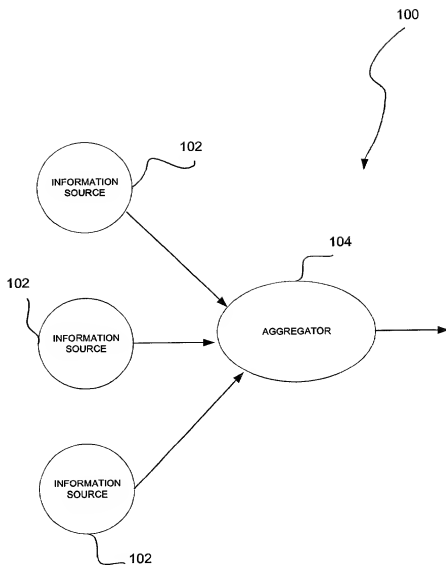 100
102
INFORMATION
SOURCE
104
102
INFORMATION
SOURCE
AGGREGATOR
INFORMATION
SOURCE
102